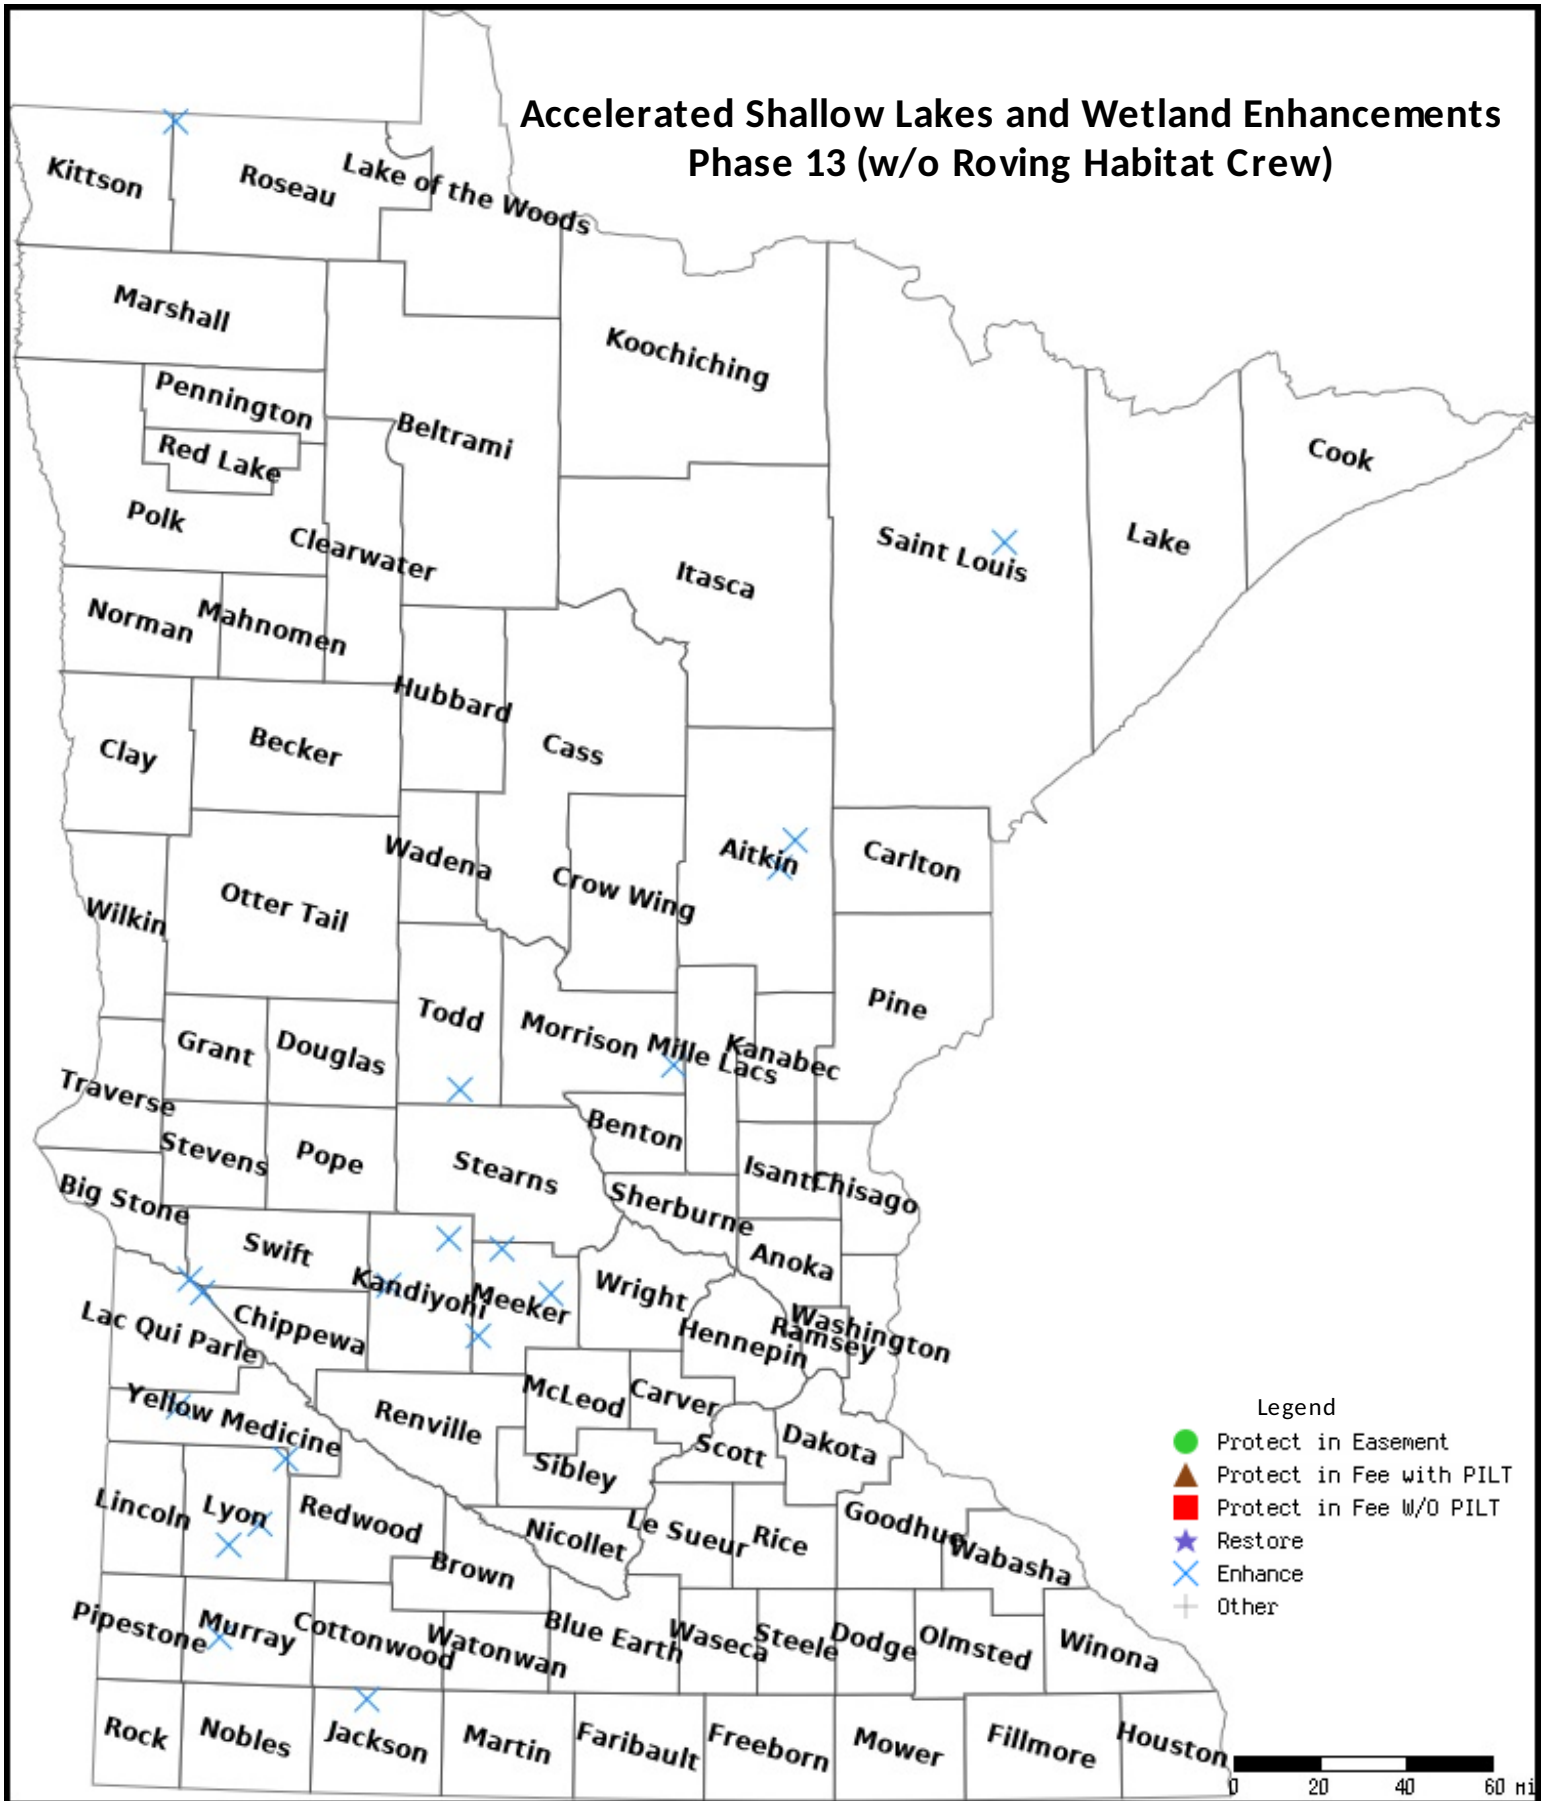 Accelerated Shallow Lakes and Wetland Enhancements
Phase 13 (w/o Roving Habitat Crew)
Kittson
Roseau
Lake of the Woods
Marshall
Koochiching
Pennington
Beltrami
Red Lake
Cook
Polk
Clearwater
Saint Louis
Lake
Itasca
Norman
Mahnomen
Hubbard
Clay
Becker
Cass
Wadena
Aitkin
Carlton
Crow Wing
Wilkin
Otter Tail
Todd
Morrison
Mille Lacs
Kanabec
Pine
Grant
Douglas
Traverse
Benton
Stevens
Pope
Stearns
Isanti
Chisago
Big Stone
Sherburne
Swift
Anoka
Kandiyohi
Meeker
Wright
Washington
Ramsey
Hennepin
Lac Qui Parle
Chippewa
McLeod
Carver
Yellow Medicine
Renville
Scott
Dakota
Sibley
Lincoln
Lyon
Redwood
Nicollet
Le Sueur
Rice
Goodhue
Wabasha
Brown
Pipestone
Murray
Cottonwood
Watonwan
Blue Earth
Waseca
Steele
Dodge
Olmsted
Winona
Rock
Nobles
Jackson
Martin
Faribault
Freeborn
Mower
Fillmore
Houston
Legend
Protect in Easement
Protect in Fee with PILT
Protect in Fee W/O PILT
Restore
Enhance
Other
0 20 40 60 mi